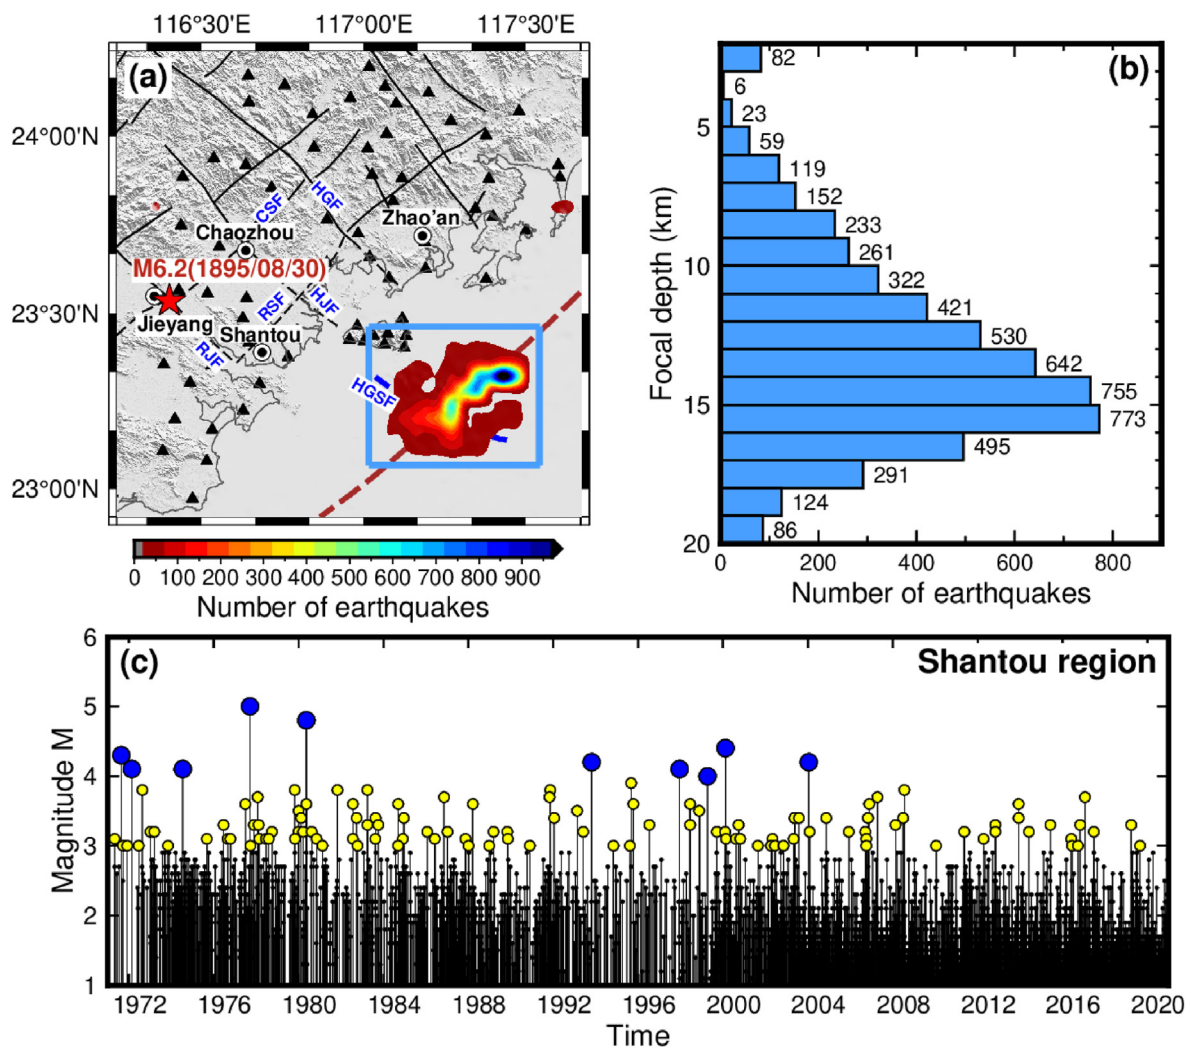 116°30'E 117°00'E 117°30'E
(a)
24°00'N
23°30'N
23°00'N
CSF
HGF
Zhao'an
Chaozhou
M6.2(1895/08/30)
RSF
HJF
Jieyang
Shantou
RJF
HGSF
0 100 200 300 400 500 600 700 800 900
Number of earthquakes
(b)
82
6
23
59
119
152
233
261
322
421
530
642
755
773
495
291
124
86
5
10
15
20
Focal depth (km)
0 200 400 600 800
Number of earthquakes
(c)
Shantou region
6
5
4
3
2
1
Magnitude M
1972 1976 1980 1984 1988 1992 1996 2000 2004 2008 2012 2016 2020
Time